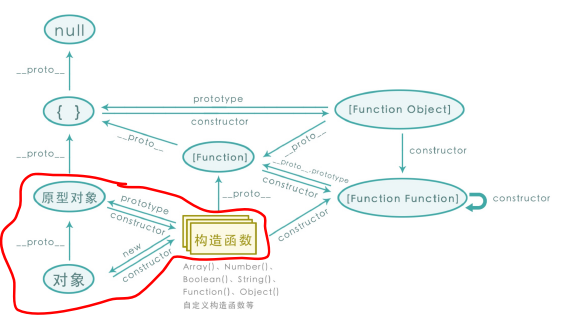 null
__proto__
{ }
prototype
constructor
[Function Object]
__proto__
[Function]
__proto__
constructor
__proto__
__proto__, prototype
constructor
[Function Function]
constructor
原型对象
prototype
constructor
__proto__
构造函数
constructor
__proto__
new
constructor
对象
Array()、Number()、
Boolean()、String()、
Function()、Object()
自定义构造函数等